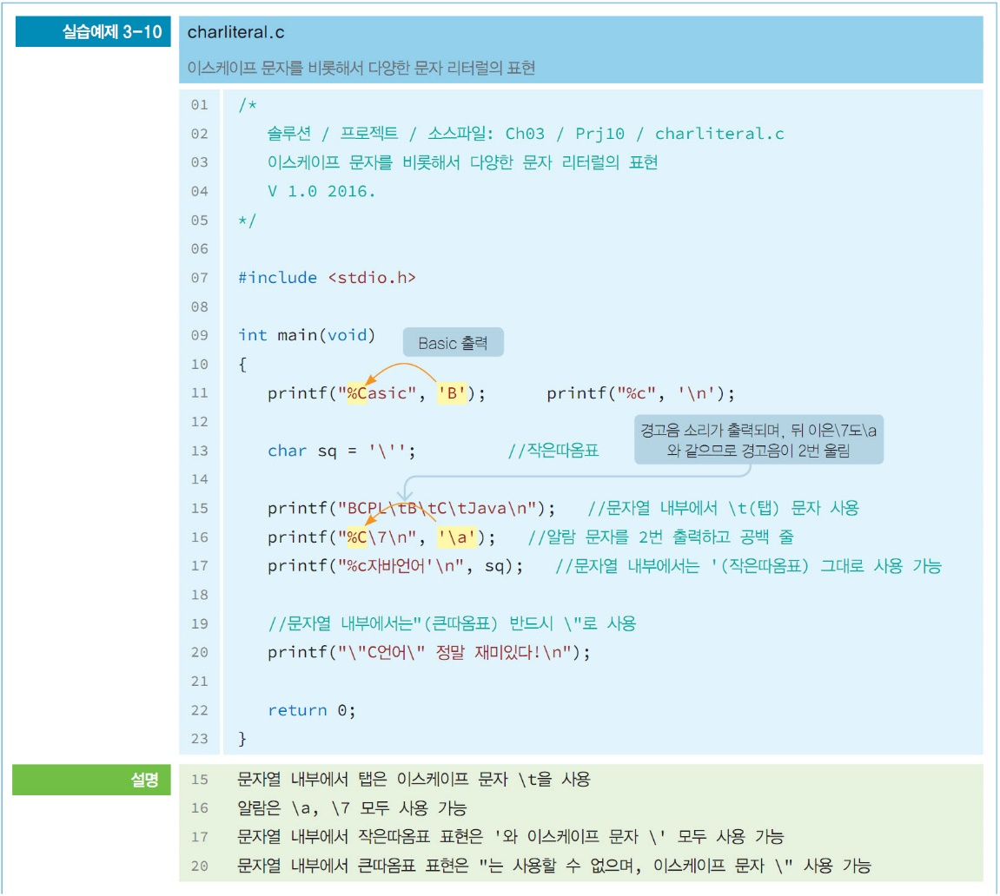 실습예제 3-10 charliteral.c
이스케이프 문자를 비롯해서 다양한 문자 리터럴의 표현
01 /*
02 솔루션 / 프로젝트 / 소스파일: Ch03 / Prj10 / charliteral.c
03 이스케이프 문자를 비롯해서 다양한 문자 리터럴의 표현
04 V 1.0 2016.
05 */
06
07 #include <stdio.h>
08
09 int main(void)
Basic 출력
10 {
11 printf("%Casic", 'B'); printf("%c", '\n');
12
경고음 소리가 출력되며, 뒤 이은\7도\a
와 같으므로 경고음이 2번 울림
13 char sq = '\''; //작은따옴표
14
15 printf("BCPL\tB\tC\tJava\n"); //문자열 내부에서 \t(탭) 문자 사용
16 printf("%C\7\n", '\a'); //알람 문자를 2번 출력하고 공백 줄
17 printf("%c자바언어'\n", sq); //문자열 내부에서는 '(작은따옴표) 그대로 사용 가능
18
19 //문자열 내부에서는"(큰따옴표) 반드시 \"로 사용
20 printf("\"C언어\" 정말 재미있다!\n");
21
22 return 0;
23 }
설명
15 문자열 내부에서 탭은 이스케이프 문자 \t을 사용
16 알람은 \a, \7 모두 사용 가능
17 문자열 내부에서 작은따옴표 표현은 '와 이스케이프 문자 \' 모두 사용 가능
20 문자열 내부에서 큰따옴표 표현은 "는 사용할 수 없으며, 이스케이프 문자 \" 사용 가능